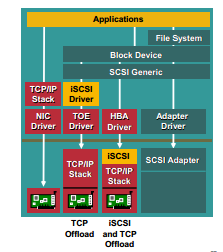 Applications
File System
Block Device
SCSI Generic
TCP/IP
Stack
iSCSI
Driver
NIC
Driver
TOE
Driver
HBA
Driver
Adapter
Driver
TCP/IP
Stack
iSCSI
TCP/IP
Stack
SCSI Adapter
TCP
Offload
iSCSI
and TCP
Offload